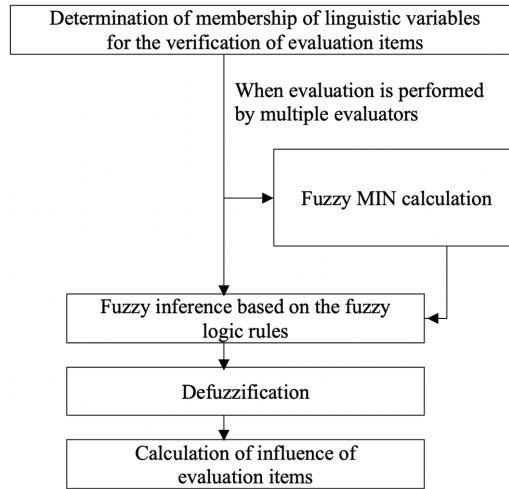 Determination of membership of linguistic variables
for the verification of evaluation items
When evaluation is performed
by multiple evaluators
Fuzzy MIN calculation
Fuzzy inference based on the fuzzy
logic rules
Defuzzification
Calculation of influence of
evaluation items